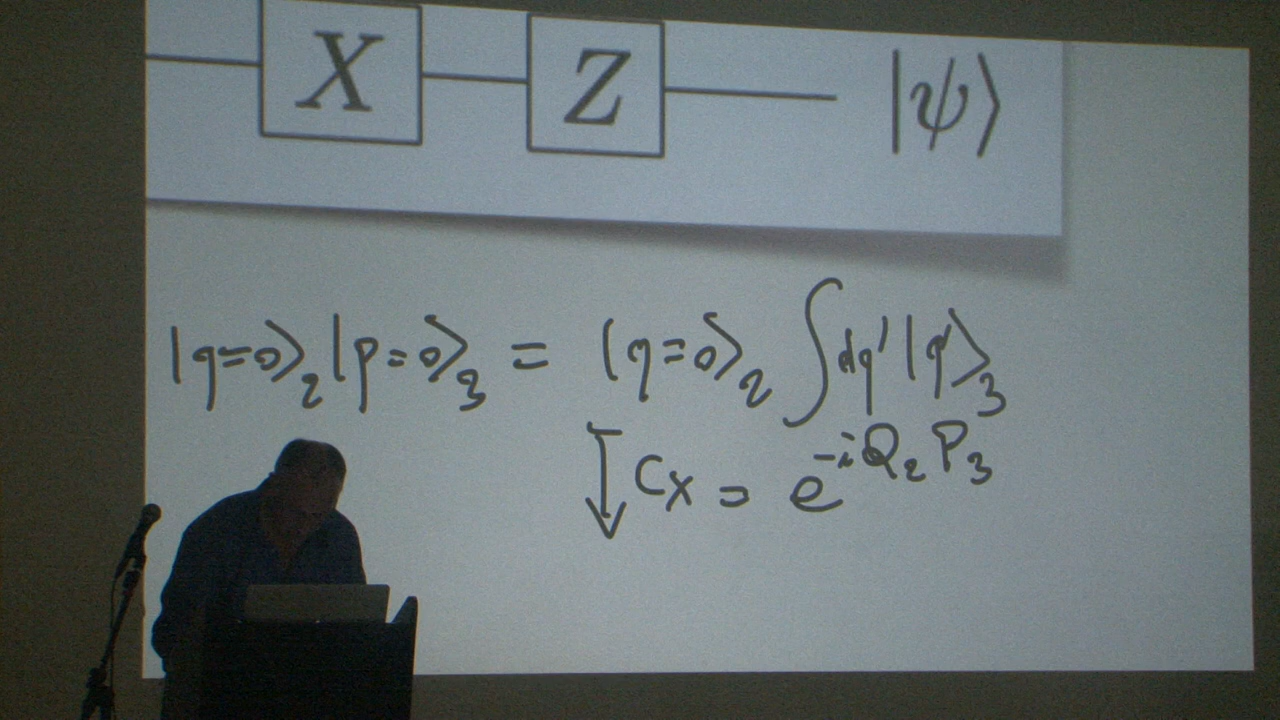 X Z |ψ⟩
|q=0⟩₂|p=0⟩₃ = |q=0⟩₂ ∫dq'|q'⟩₃
↧ Cx = e^{-iQ₂P₃}